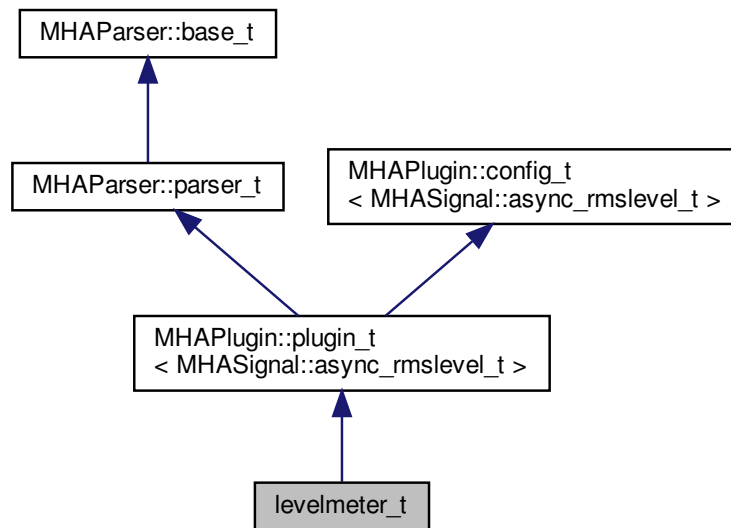 MHAParser::base_t
MHAParser::parser_t
MHAPlugin::config_t
< MHASignal::async_rmslevel_t >
MHAPlugin::plugin_t
< MHASignal::async_rmslevel_t >
levelmeter_t